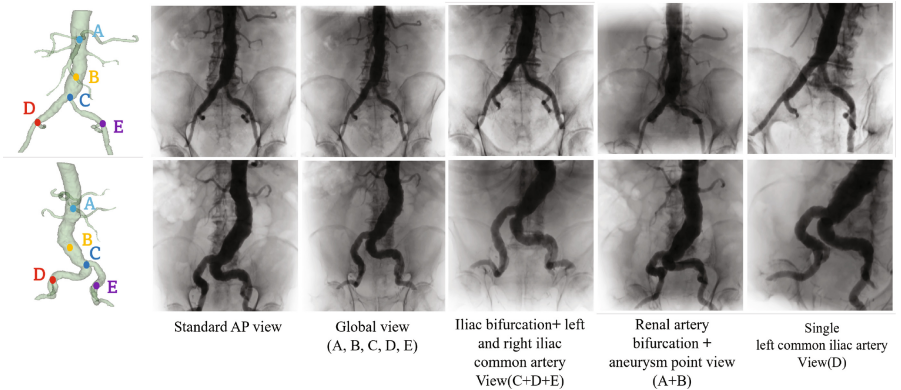 A
B
C
D
E
A
B
C
D
E
Standard AP view
Global view
(A, B, C, D, E)
Iliac bifurcation+ left
and right iliac
common artery
View(C+D+E)
Renal artery
bifurcation +
aneurysm point view
(A+B)
Single
left common iliac artery
View(D)